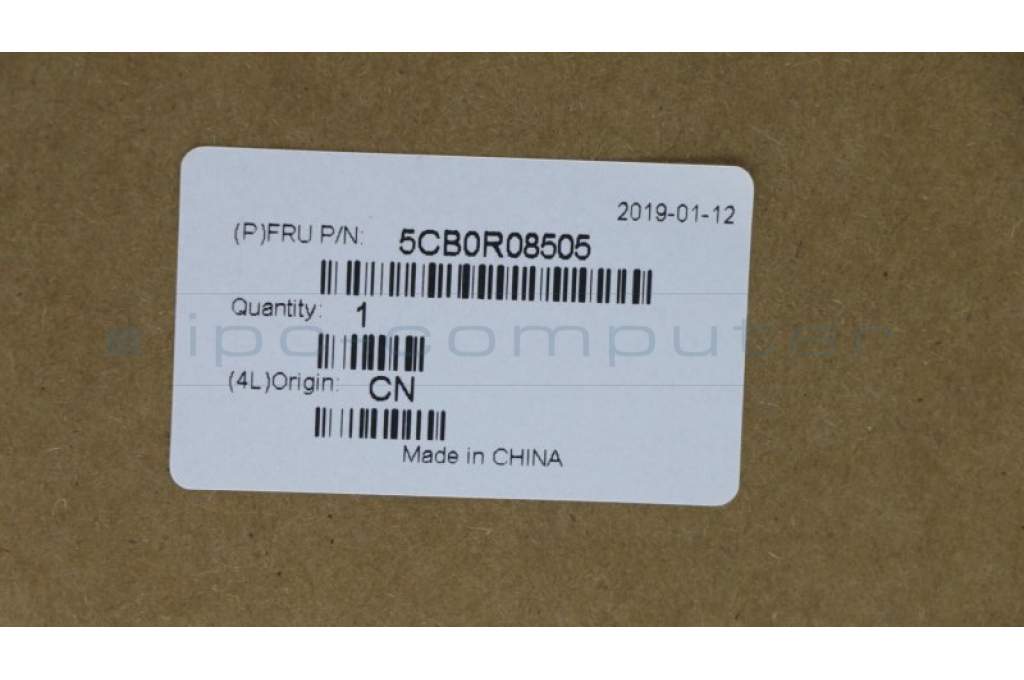 2019-01-12
(P)FRU P/N: 5CB0R08505
Quantity: 1
ipc-computer
(4L)Origin: CN
Made in CHINA